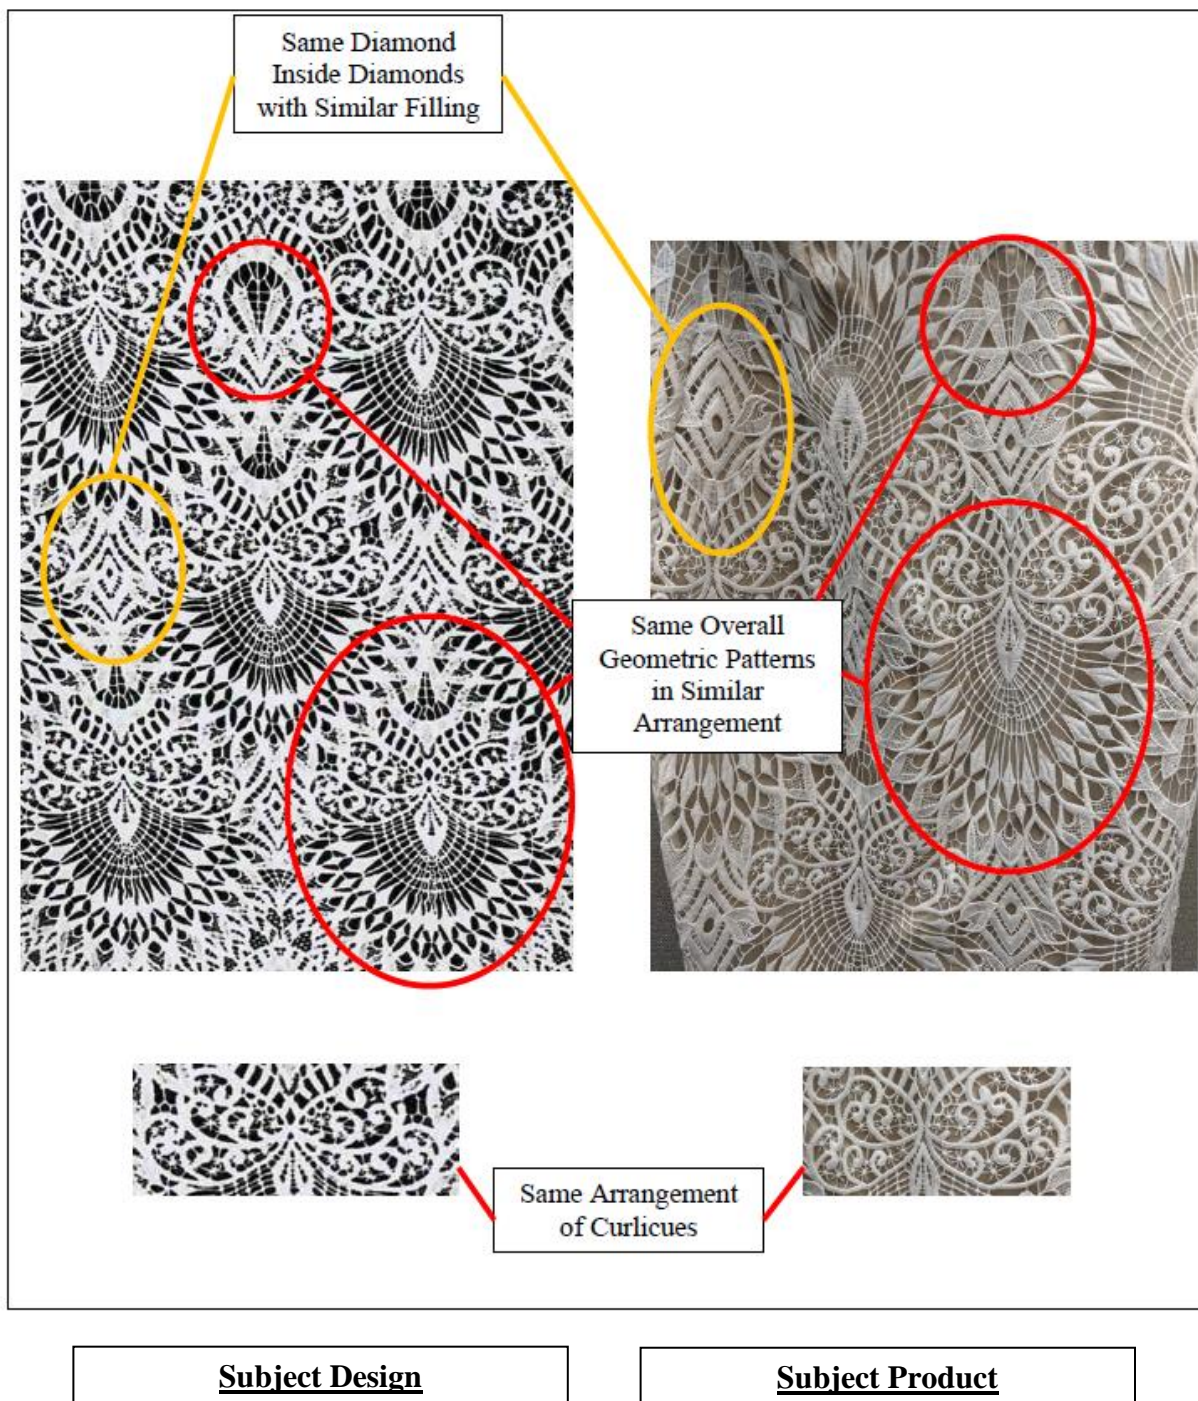 Same Diamond
Inside Diamonds
with Similar Filling
Same Overall
Geometric Patterns
in Similar
Arrangement
Same Arrangement
of Curlicues
Subject Design
Subject Product